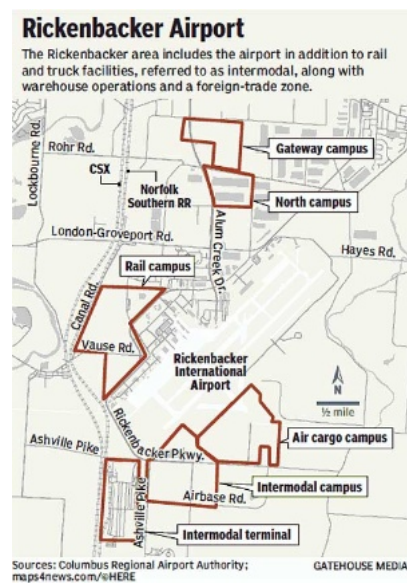 Rickenbacker Airport
The Rickenbacker area includes the airport in addition to rail
and truck facilities, referred to as intermodal, along with
warehouse operations and a foreign-trade zone.
Lockbourne Rd.
Rohr Rd.
Gateway campus
CSX
Norfolk
Southern RR
North campus
Alum Creek Dr.
London-Groveport Rd.
Hayes Rd.
Rail campus
Canal Rd.
Vause Rd.
Rickenbacker
International
Airport
N
½ mile
Rickenbacker Pkwy.
Air cargo campus
Ashville Pike
Intermodal campus
Airbase Rd.
Ashville Pike
Intermodal terminal
Sources: Columbus Regional Airport Authority;
maps4news.com/©HERE
GATEHOUSE MEDIA